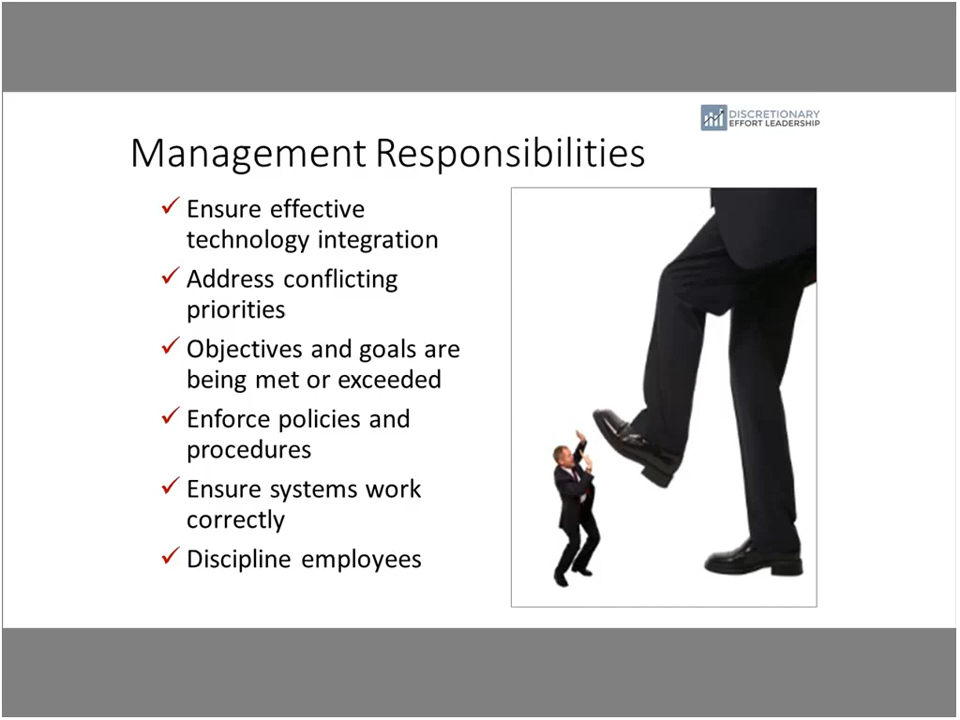 DISCRETIONARY
EFFORT LEADERSHIP
Management Responsibilities
Ensure effective
technology integration
Address conflicting
priorities
Objectives and goals are
being met or exceeded
Enforce policies and
procedures
Ensure systems work
correctly
Discipline employees